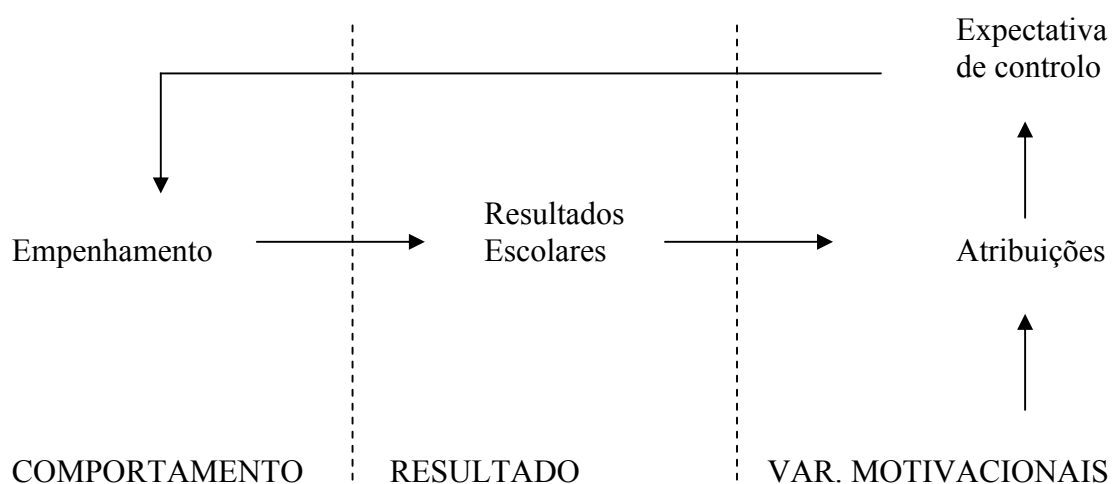 Expectativa
de controlo
Resultados
Empenhamento
Escolares
Atribuições
COMPORTAMENTO
RESULTADO
VAR. MOTIVACIONAIS